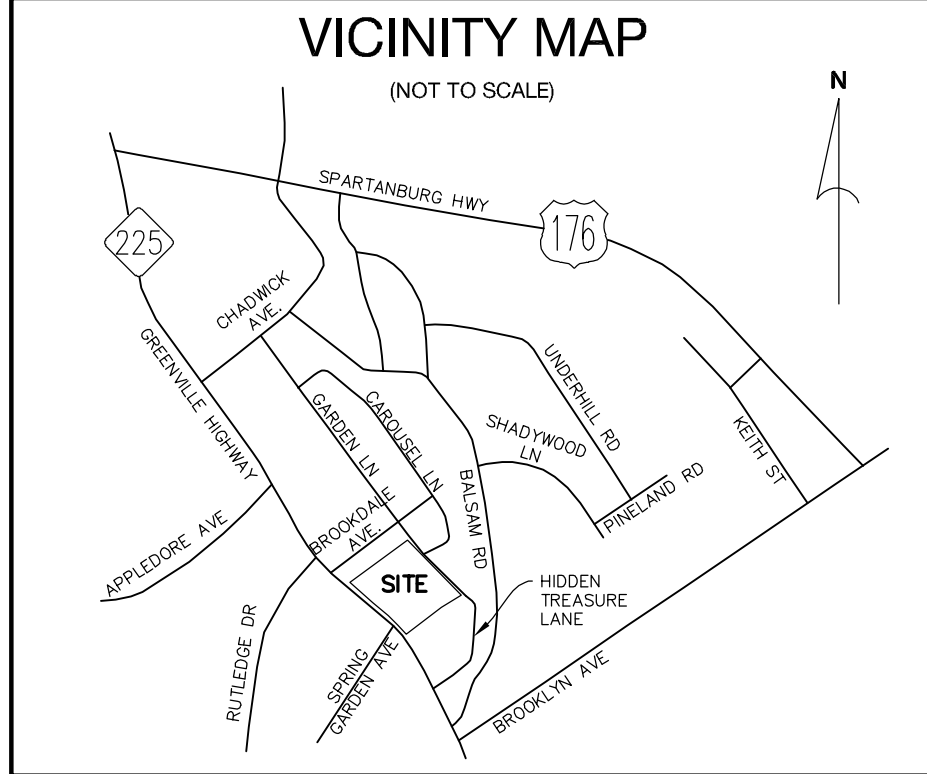 VICINITY MAP
(NOT TO SCALE)
N
SPARTANBURG HWY
176
225
CHADWICK
AVE.
GREENVILLE HIGHWAY
GARDEN LN
CAROUSEL LN
UNDERHILL RD
SHADYWOOD
LN
KEITH ST
BALSAM RD
PINELAND RD
BROOKDALE
AVE.
APPLEDORE AVE
SITE
HIDDEN
TREASURE
LANE
RUTLEDGE DR
SPRING
GARDEN AVE
BROOKLYN AVE